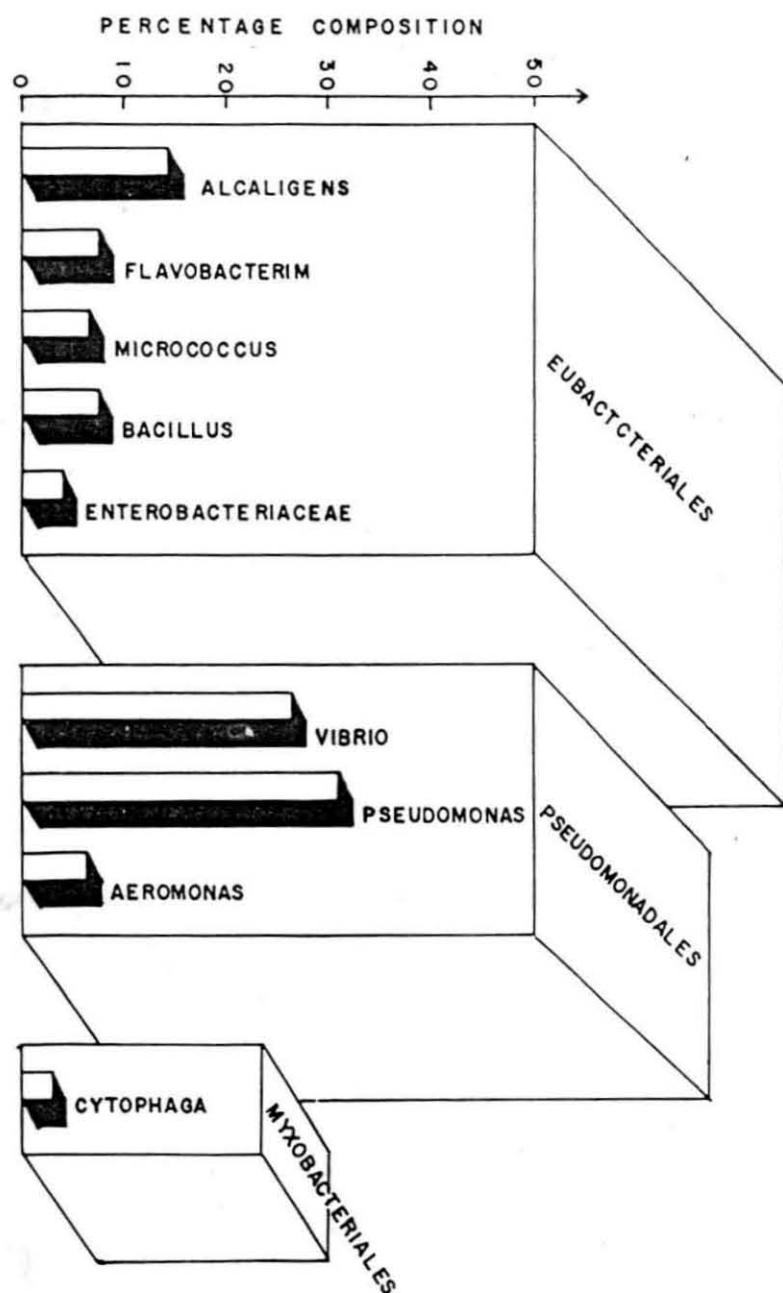 PERCENTAGE COMPOSITION
0 10 20 30 40 50
ALCALIGENS
FLAVOBACTERIM
MICROCOCCUS
BACILLUS
ENTEROBACTERIACEAE
EUBACTCTERIALES
VIBRIO
PSEUDOMONAS
AEROMONAS
PSEUDOMONADALES
CYTOPHAGA
MYXOBACTERIALES